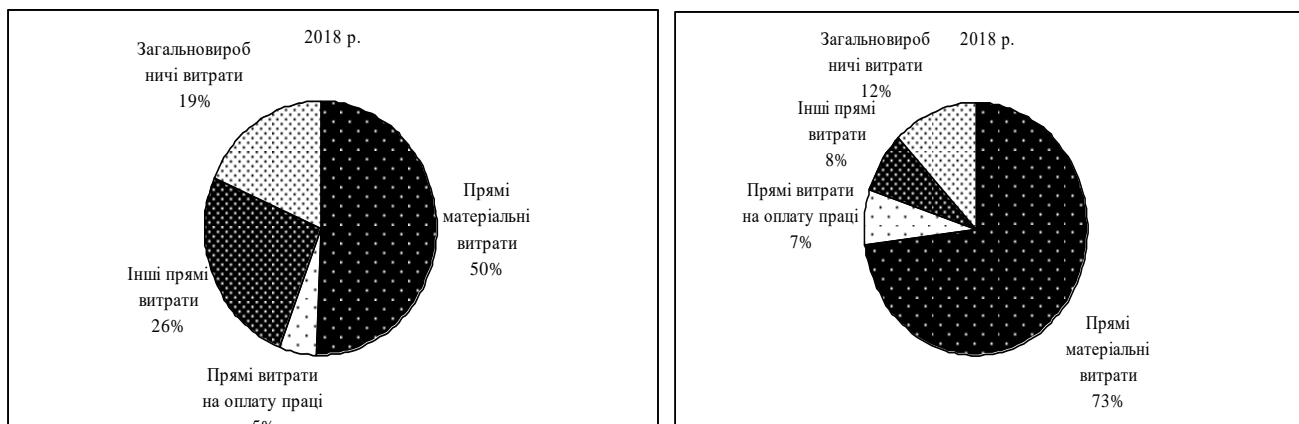 2018 р.
Загальновироб
ничі витрати
19%
Прямі
матеріальні
витрати
50%
Інші прямі
витрати
26%
Прямі витрати
на оплату праці
5%
2018 р.
Загальновироб
ничі витрати
12%
Інші прямі
витрати
8%
Прямі витрати
на оплату праці
7%
Прямі
матеріальні
витрати
73%